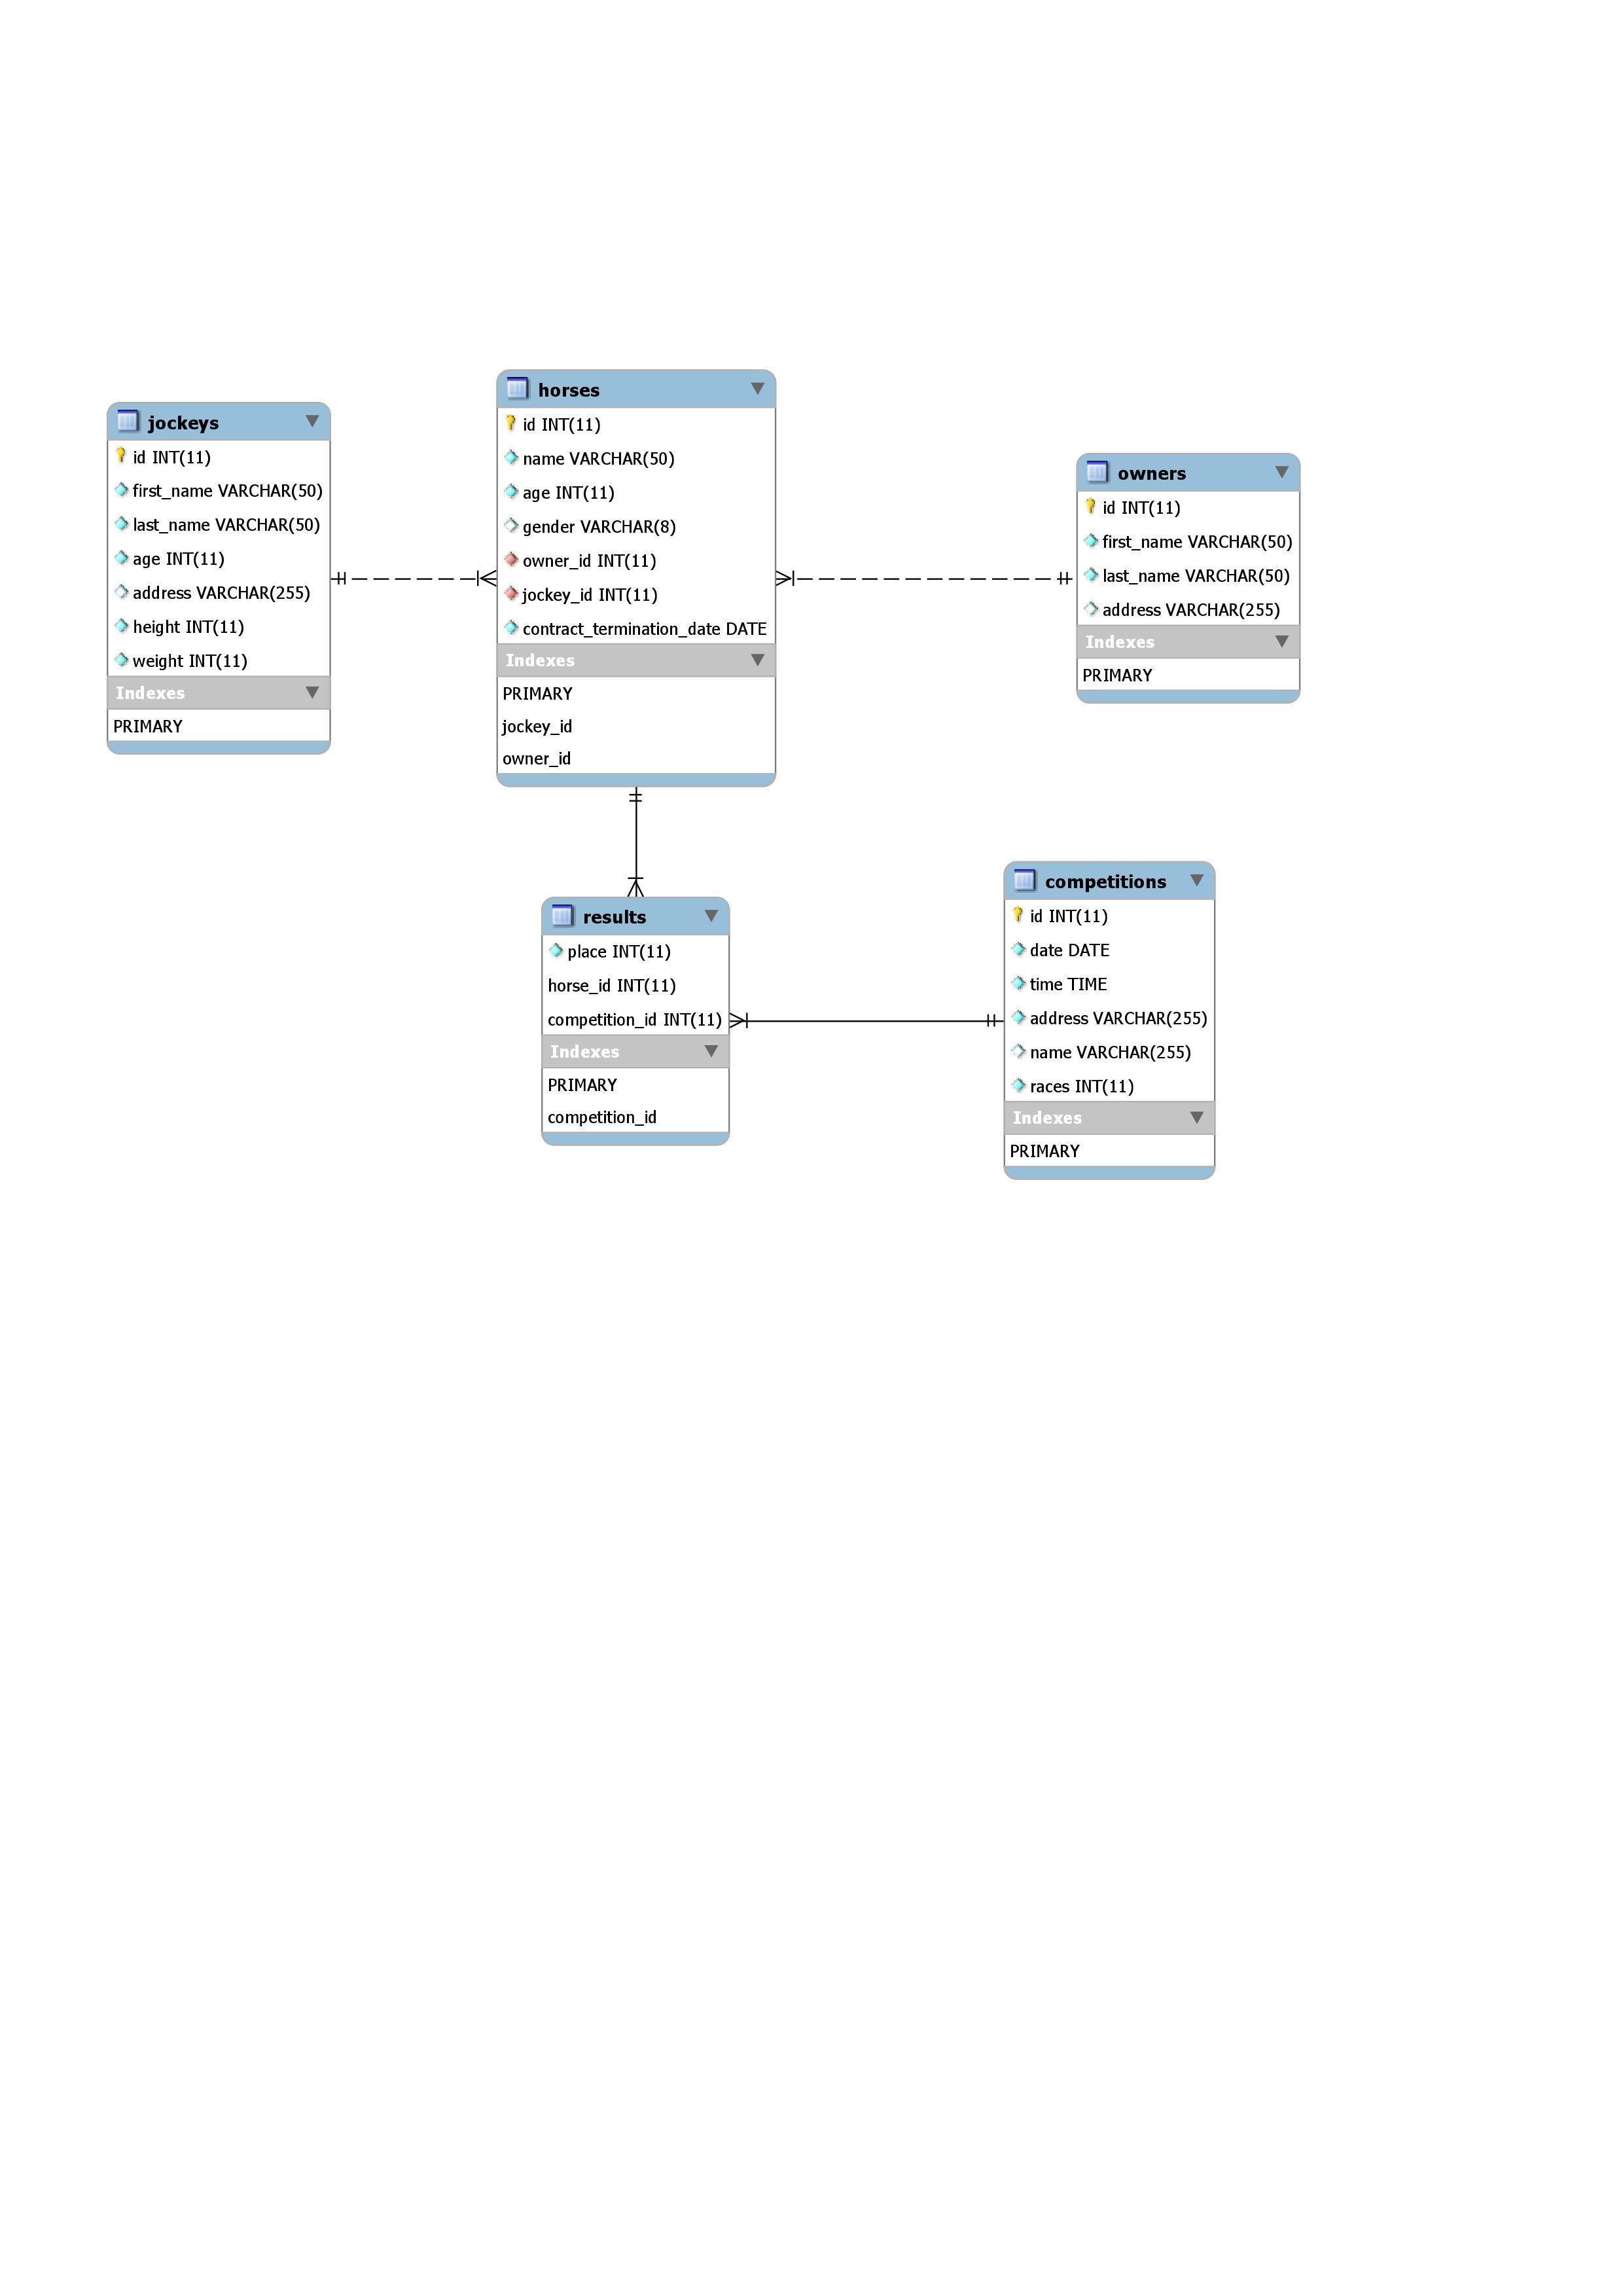 jockeys
id INT(11)
first_name VARCHAR(50)
last_name VARCHAR(50)
age INT(11)
address VARCHAR(255)
height INT(11)
weight INT(11)
Indexes
PRIMARY
horses
id INT(11)
name VARCHAR(50)
age INT(11)
gender VARCHAR(8)
owner_id INT(11)
jockey_id INT(11)
contract_termination_date DATE
Indexes
PRIMARY
jockey_id
owner_id
owners
id INT(11)
first_name VARCHAR(50)
last_name VARCHAR(50)
address VARCHAR(255)
Indexes
PRIMARY
results
place INT(11)
horse_id INT(11)
competition_id INT(11)
Indexes
PRIMARY
competition_id
competitions
id INT(11)
date DATE
time TIME
address VARCHAR(255)
name VARCHAR(255)
races INT(11)
Indexes
PRIMARY